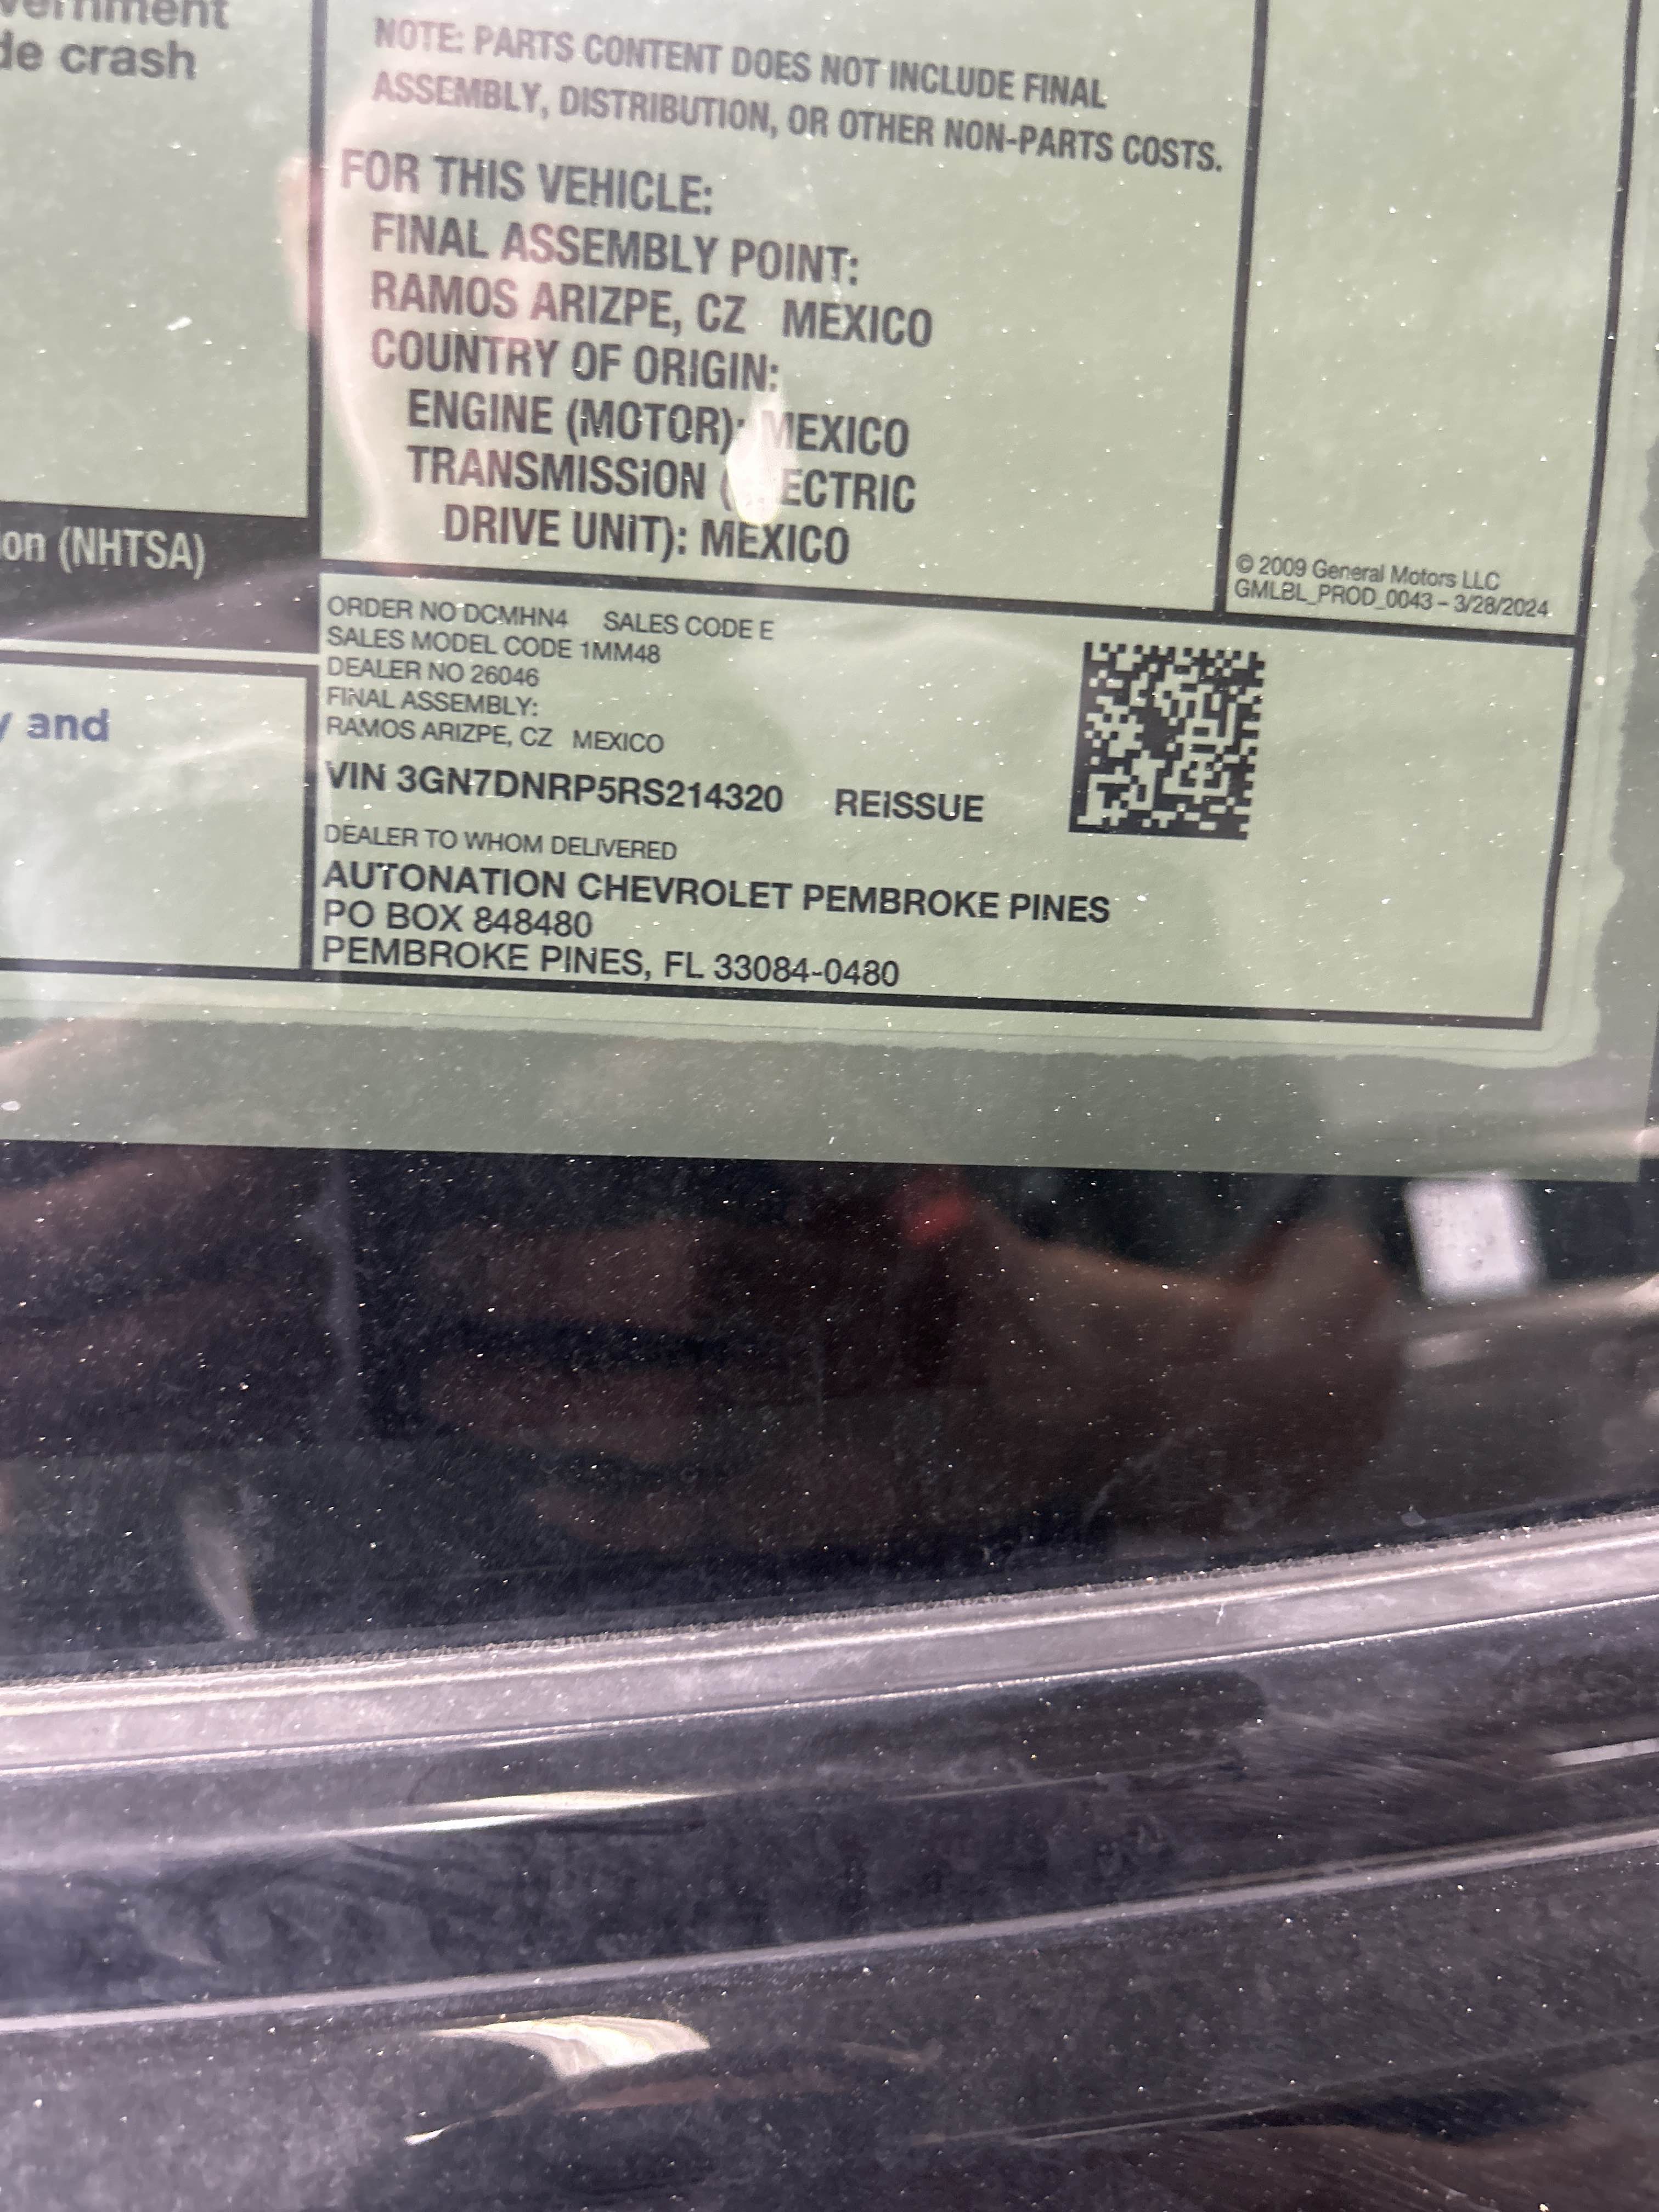 de crash
NOTE: PARTS CONTENT DOES NOT INCLUDE FINAL
ASSEMBLY, DISTRIBUTION, OR OTHER NON-PARTS COSTS.
FOR THIS VEHICLE:
FINAL ASSEMBLY POINT:
RAMOS ARIZPE, CZ MEXICO
COUNTRY OF ORIGIN:
ENGINE (MOTOR): MEXICO
TRANSMISSION (ELECTRIC
DRIVE UNIT): MEXICO
on (NHTSA)
© 2009 General Motors LLC
GMLBL_PROD_0043 – 3/28/2024
y and
ORDER NO DCMHN4 SALES CODE E
SALES MODEL CODE 1MM48
DEALER NO 26046
FINAL ASSEMBLY:
RAMOS ARIZPE, CZ MEXICO
VIN 3GN7DNRP5RS214320 REISSUE
DEALER TO WHOM DELIVERED
AUTONATION CHEVROLET PEMBROKE PINES
PO BOX 848480
PEMBROKE PINES, FL 33084-0480